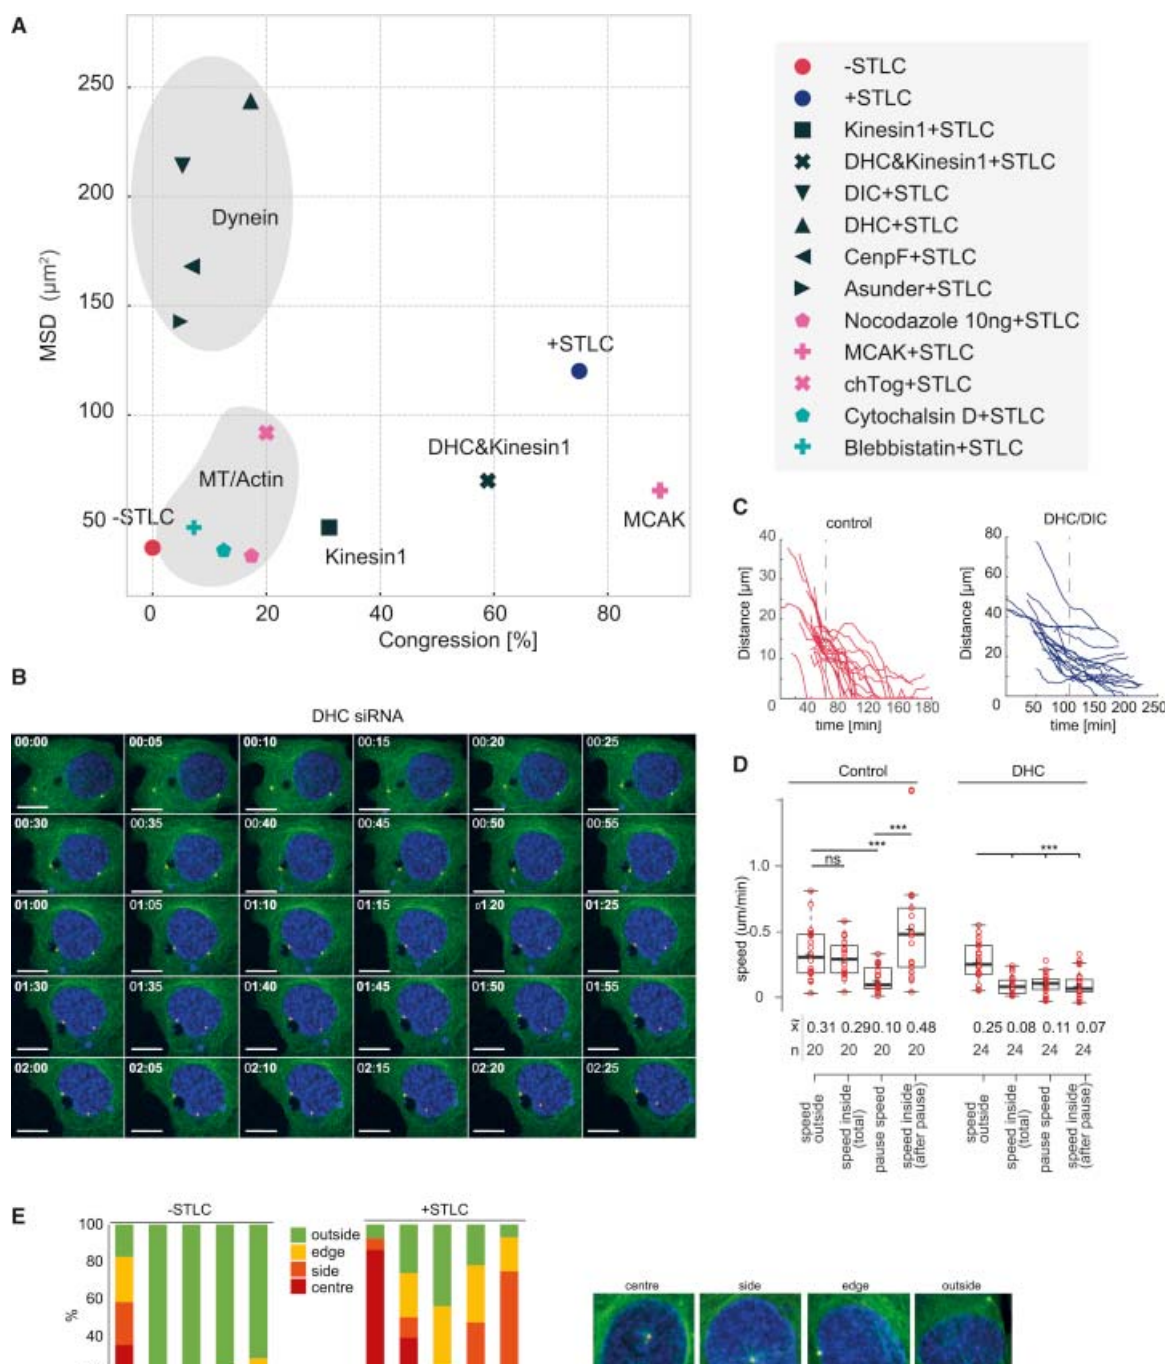 A
250
200
150
100
50
MSD (µm²)
Dynein
+STLC
DHC&Kinesin1
MT/Actin
-STLC
MCAK
Kinesin1
0 20 40 60 80
Congression [%]
-STLC
+STLC
Kinesin1+STLC
DHC&Kinesin1+STLC
DIC+STLC
DHC+STLC
CenpF+STLC
Asunder+STLC
Nocodazole 10ng+STLC
MCAK+STLC
chTog+STLC
Cytochalsin D+STLC
Blebbistatin+STLC
B
DHC siRNA
00:00 00:05 00:10 00:15 00:20 00:25
00:30 00:35 00:40 00:45 00:50 00:55
01:00 01:05 01:10 01:15 01:20 01:25
01:30 01:35 01:40 01:45 01:50 01:55
02:00 02:05 02:10 02:15 02:20 02:25
C
control
40
30
20
10
0
Distance [µm]
40 80 120 160 180
time [min]
DHC/DIC
80
60
40
20
0
Distance [µm]
0 50 100 150 200 250
time [min]
D
Control DHC
1.0
0.5
0
speed (um/min)
ns
***
***
***
x̃ 0.31 0.29 0.10 0.48 0.25 0.08 0.11 0.07
n 20 20 20 20 24 24 24 24
speed outside
speed insipie (total)
pause speed
speed inside (after pause)
speed outside
speed insipie (total)
pause speed
speed inside (after pause)
E
-STLC
+STLC
100
80
60
40
%
outside
edge
side
centre
centre side edge outside